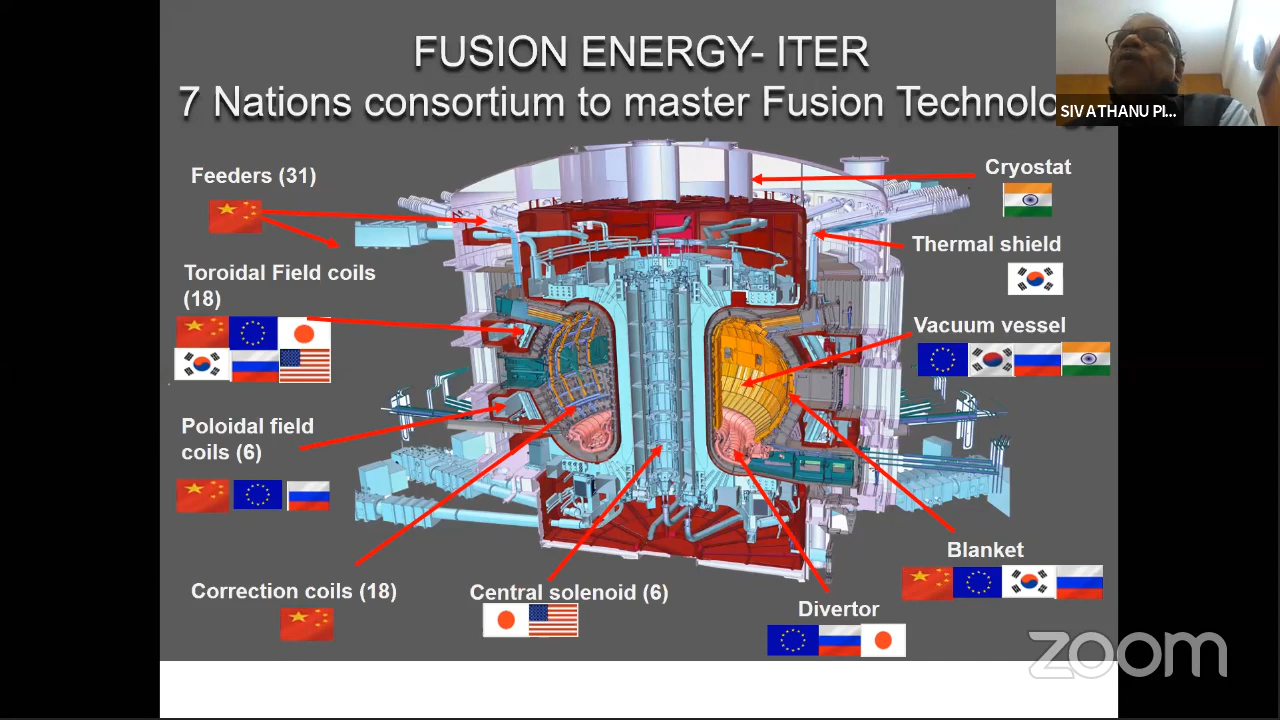 FUSION ENERGY- ITER
7 Nations consortium to master Fusion
SIVATHANU PI...
Feeders (31)
Cryostat
Thermal shield
Toroidal Field coils
(18)
Vacuum vessel
Poloidal field
coils (6)
Blanket
Correction coils (18)
Central solenoid (6)
Divertor
zoom